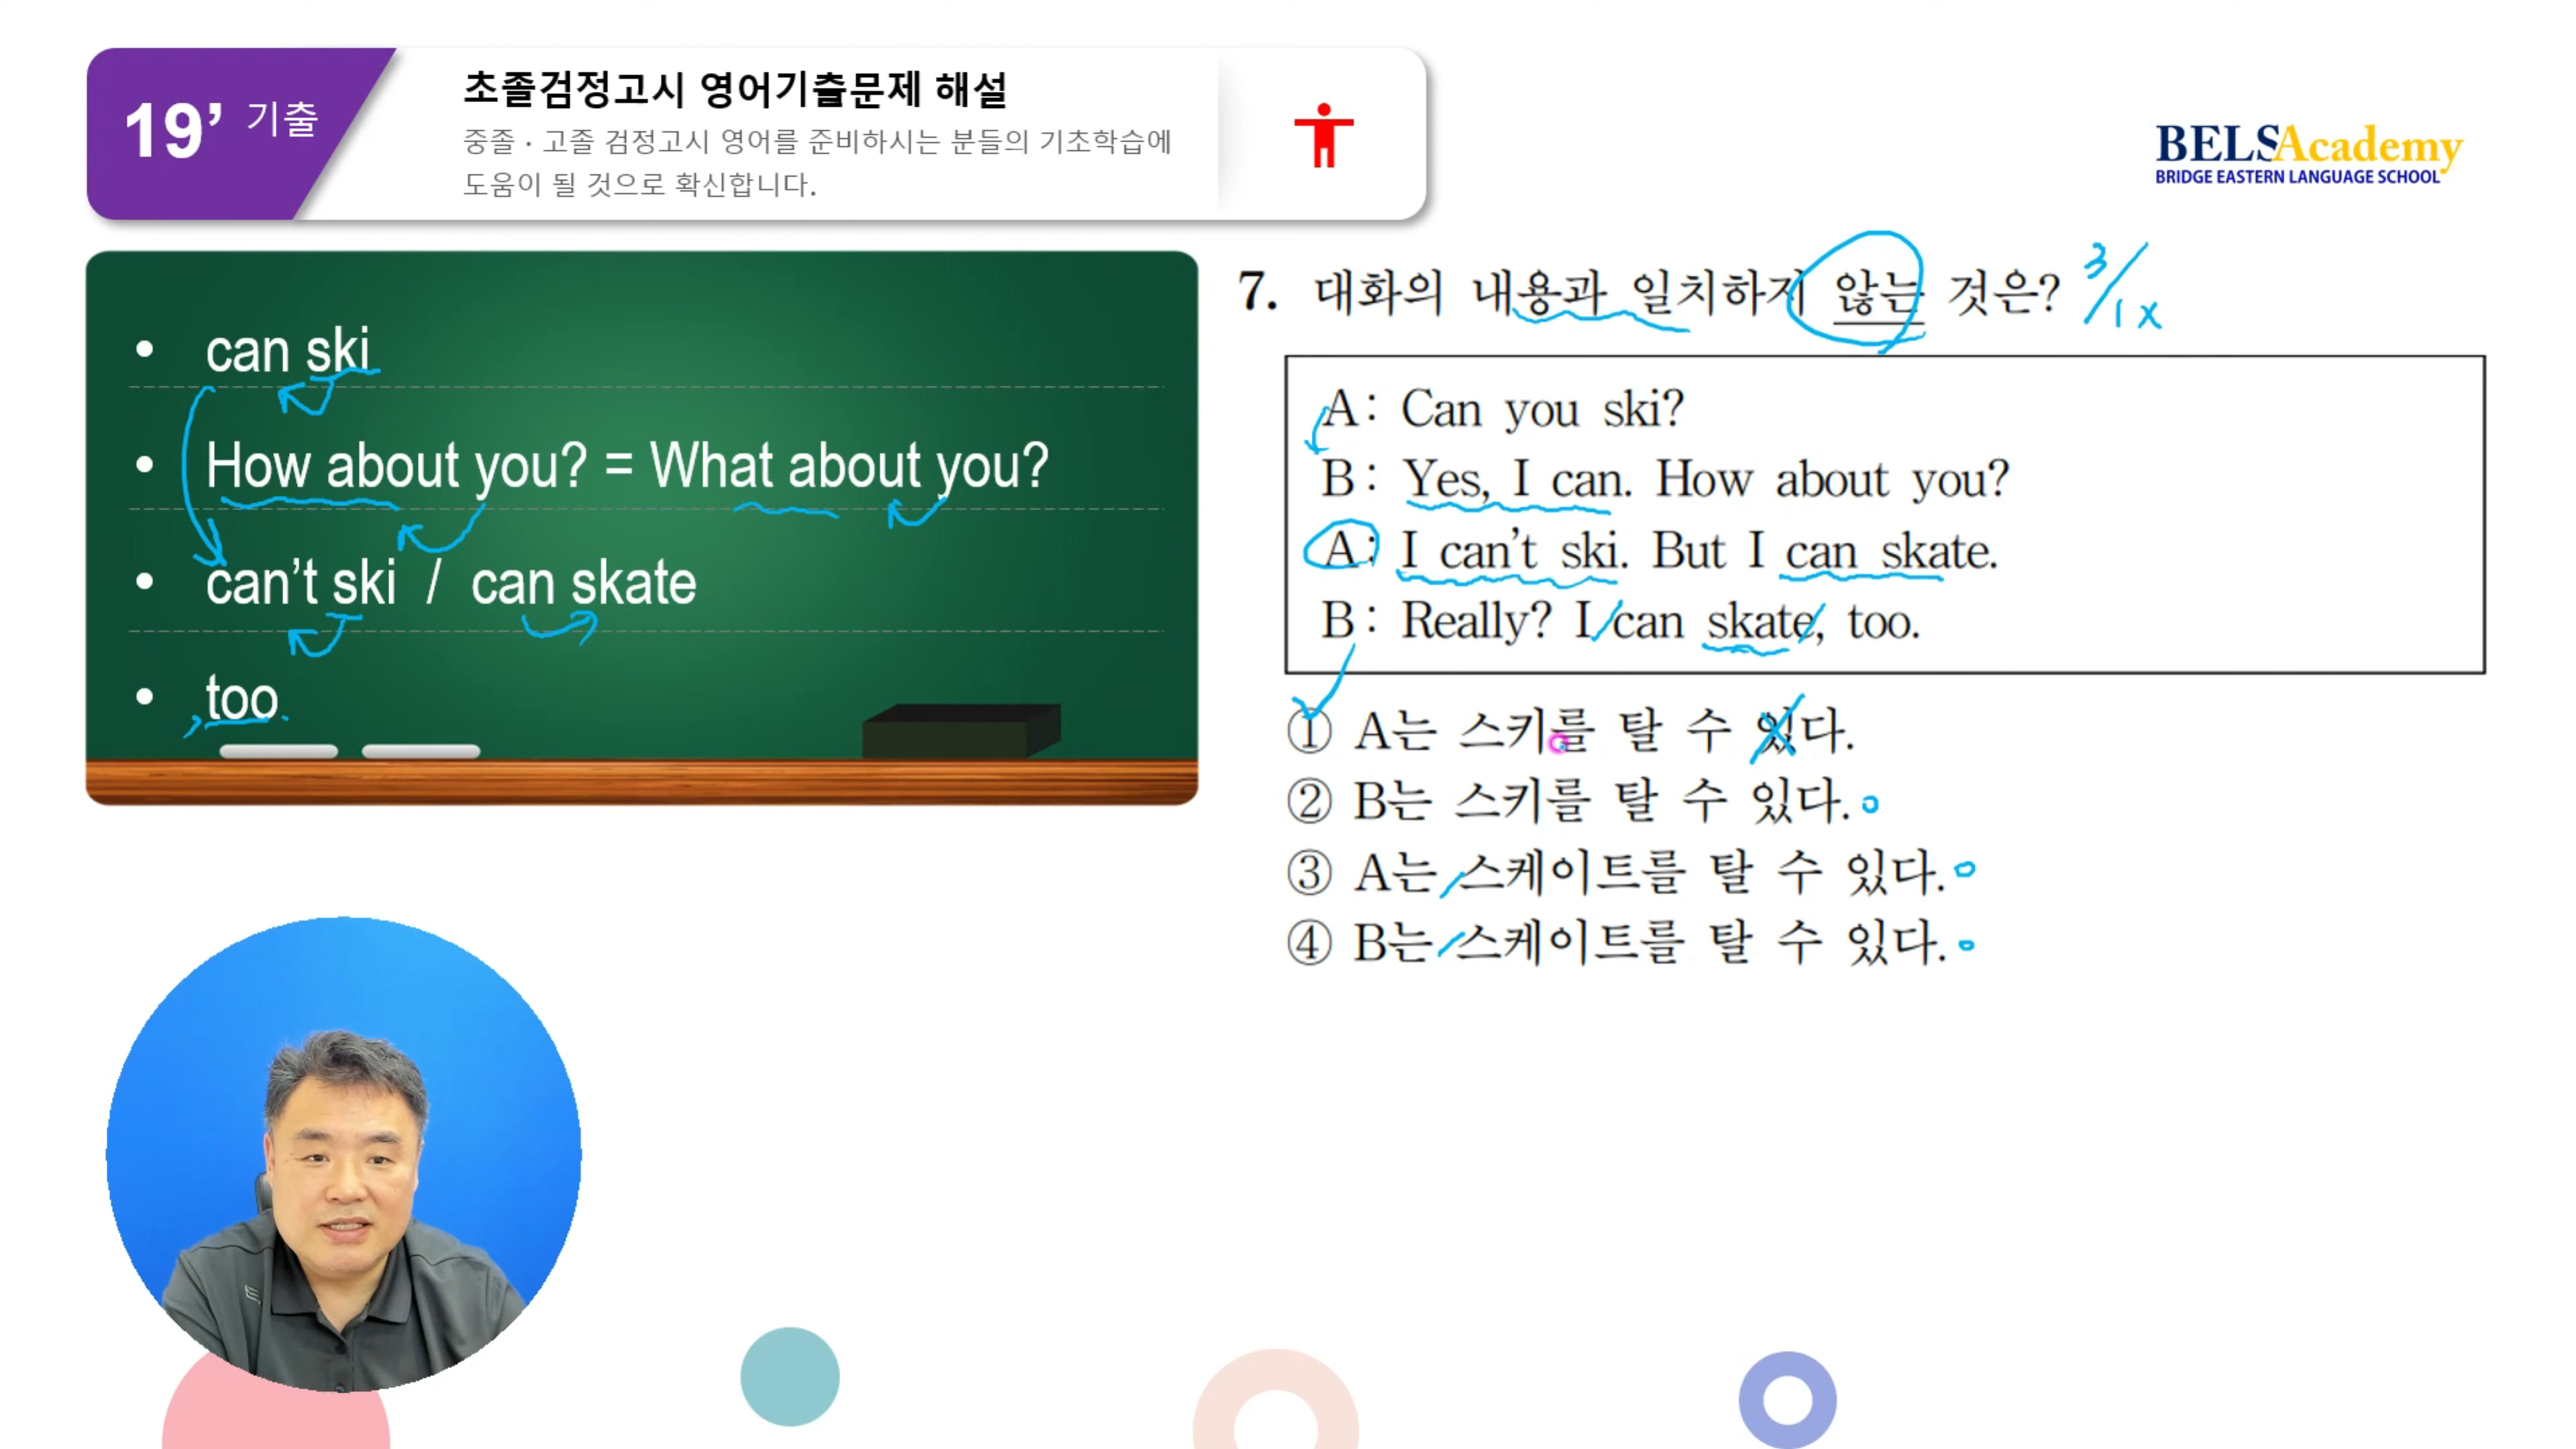 19’ 기출
초졸검정고시 영어기출문제 해설
중졸 · 고졸 검정고시 영어를 준비하시는 분들의 기초학습에
도움이 될 것으로 확신합니다.
BELSAcademy
BRIDGE EASTERN LANGUAGE SCHOOL
• can ski
• How about you? = What about you?
• can’t ski / can skate
• , too.
7. 대화의 내용과 일치하지 않는 것은? 3/1x
A: Can you ski?
B: Yes, I can. How about you?
A: I can’t ski. But I can skate.
B: Really? I can skate, too.
① A는 스키를 탈 수 있다.
② B는 스키를 탈 수 있다.
③ A는 스케이트를 탈 수 있다.
④ B는 스케이트를 탈 수 있다.